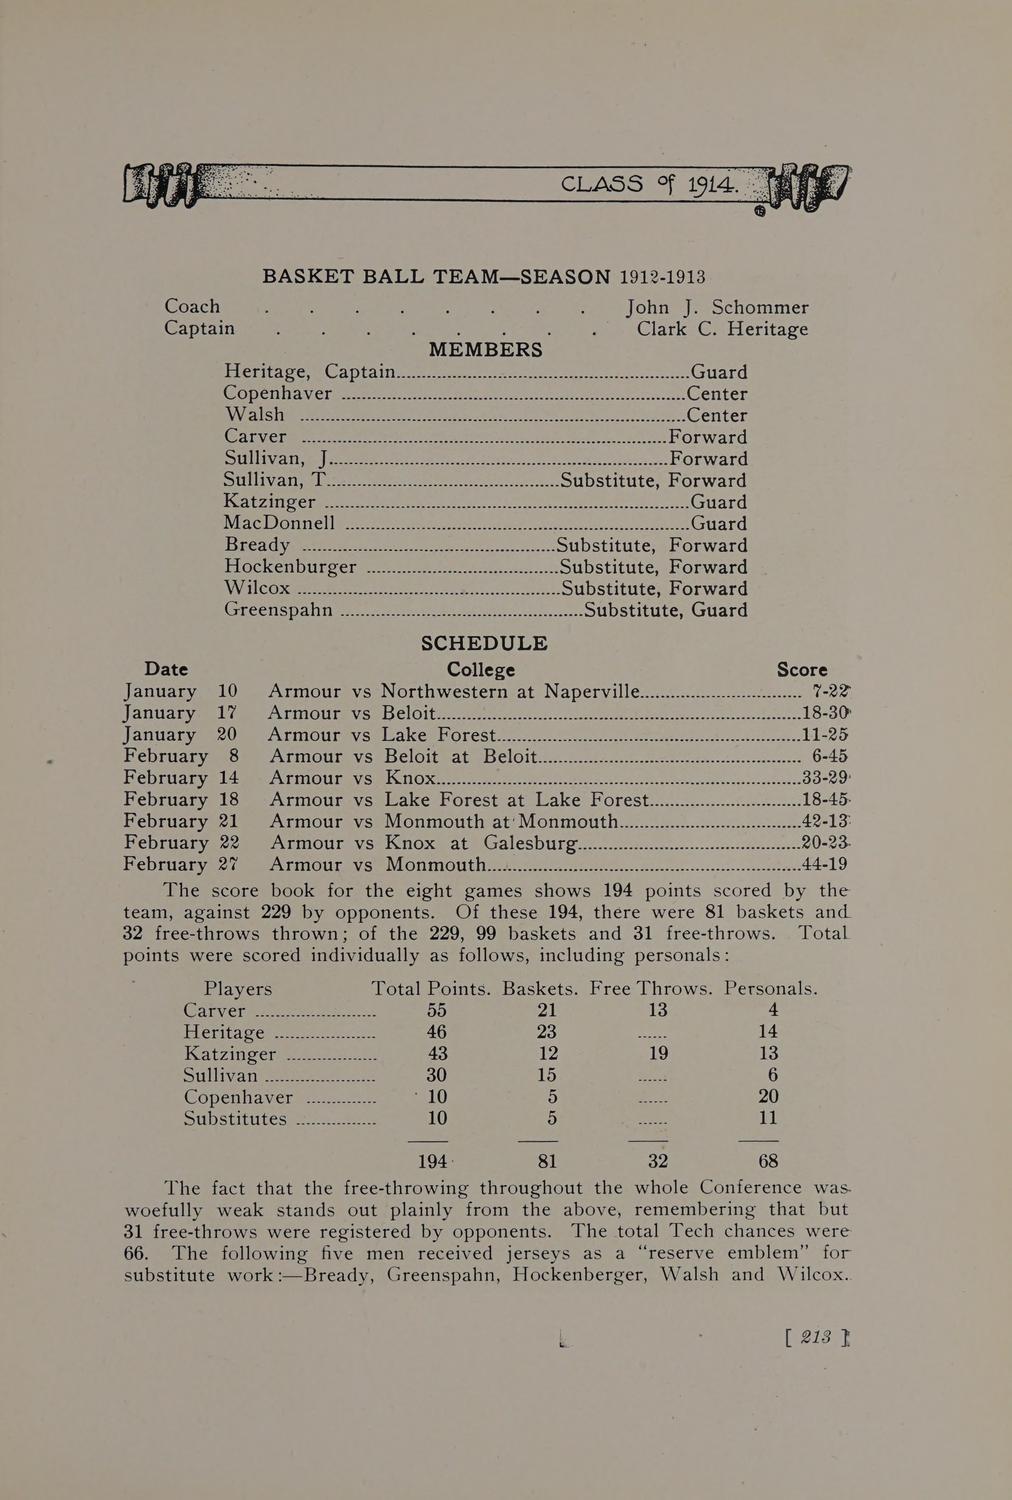 CLASS of 1914.
BASKET BALL TEAM—SEASON 1912-1913
Coach . . . . . . . . John J. Schommer
Captain . . . . . . . . Clark C. Heritage
MEMBERS
Heritage, Captain Guard
Copenhaver Center
Walsh Center
Carver Forward
Sullivan, J. Forward
Sullivan, T. Substitute, Forward
Katzinger Guard
MacDonnell Guard
Bready Substitute, Forward
Hockenburger Substitute, Forward
Wilcox Substitute, Forward
Greenspahn Substitute, Guard
SCHEDULE
Date College Score
January 10 Armour vs Northwestern at Naperville 7-22
January 17 Armour vs Beloit 18-30
January 20 Armour vs Lake Forest 11-25
February 8 Armour vs Beloit at Beloit 6-45
February 14 Armour vs Knox 33-29
February 18 Armour vs Lake Forest at Lake Forest 18-45
February 21 Armour vs Monmouth at Monmouth 42-13
February 22 Armour vs Knox at Galesburg 20-23
February 27 Armour vs Monmouth 44-19
The score book for the eight games shows 194 points scored by the
team, against 229 by opponents. Of these 194, there were 81 baskets and
32 free-throws thrown; of the 229, 99 baskets and 31 free-throws. Total
points were scored individually as follows, including personals:
Players Total Points. Baskets. Free Throws. Personals.
Carver 55 21 13 4
Heritage 46 23 ...... 14
Katzinger 43 12 19 13
Sullivan 30 15 ...... 6
Copenhaver 10 5 ...... 20
Substitutes 10 5 ...... 11
194 81 32 68
The fact that the free-throwing throughout the whole Conference was
woefully weak stands out plainly from the above, remembering that but
31 free-throws were registered by opponents. The total Tech chances were
66. The following five men received jerseys as a "reserve emblem" for
substitute work:—Bready, Greenspahn, Hockenberger, Walsh and Wilcox.
[ 213 ]